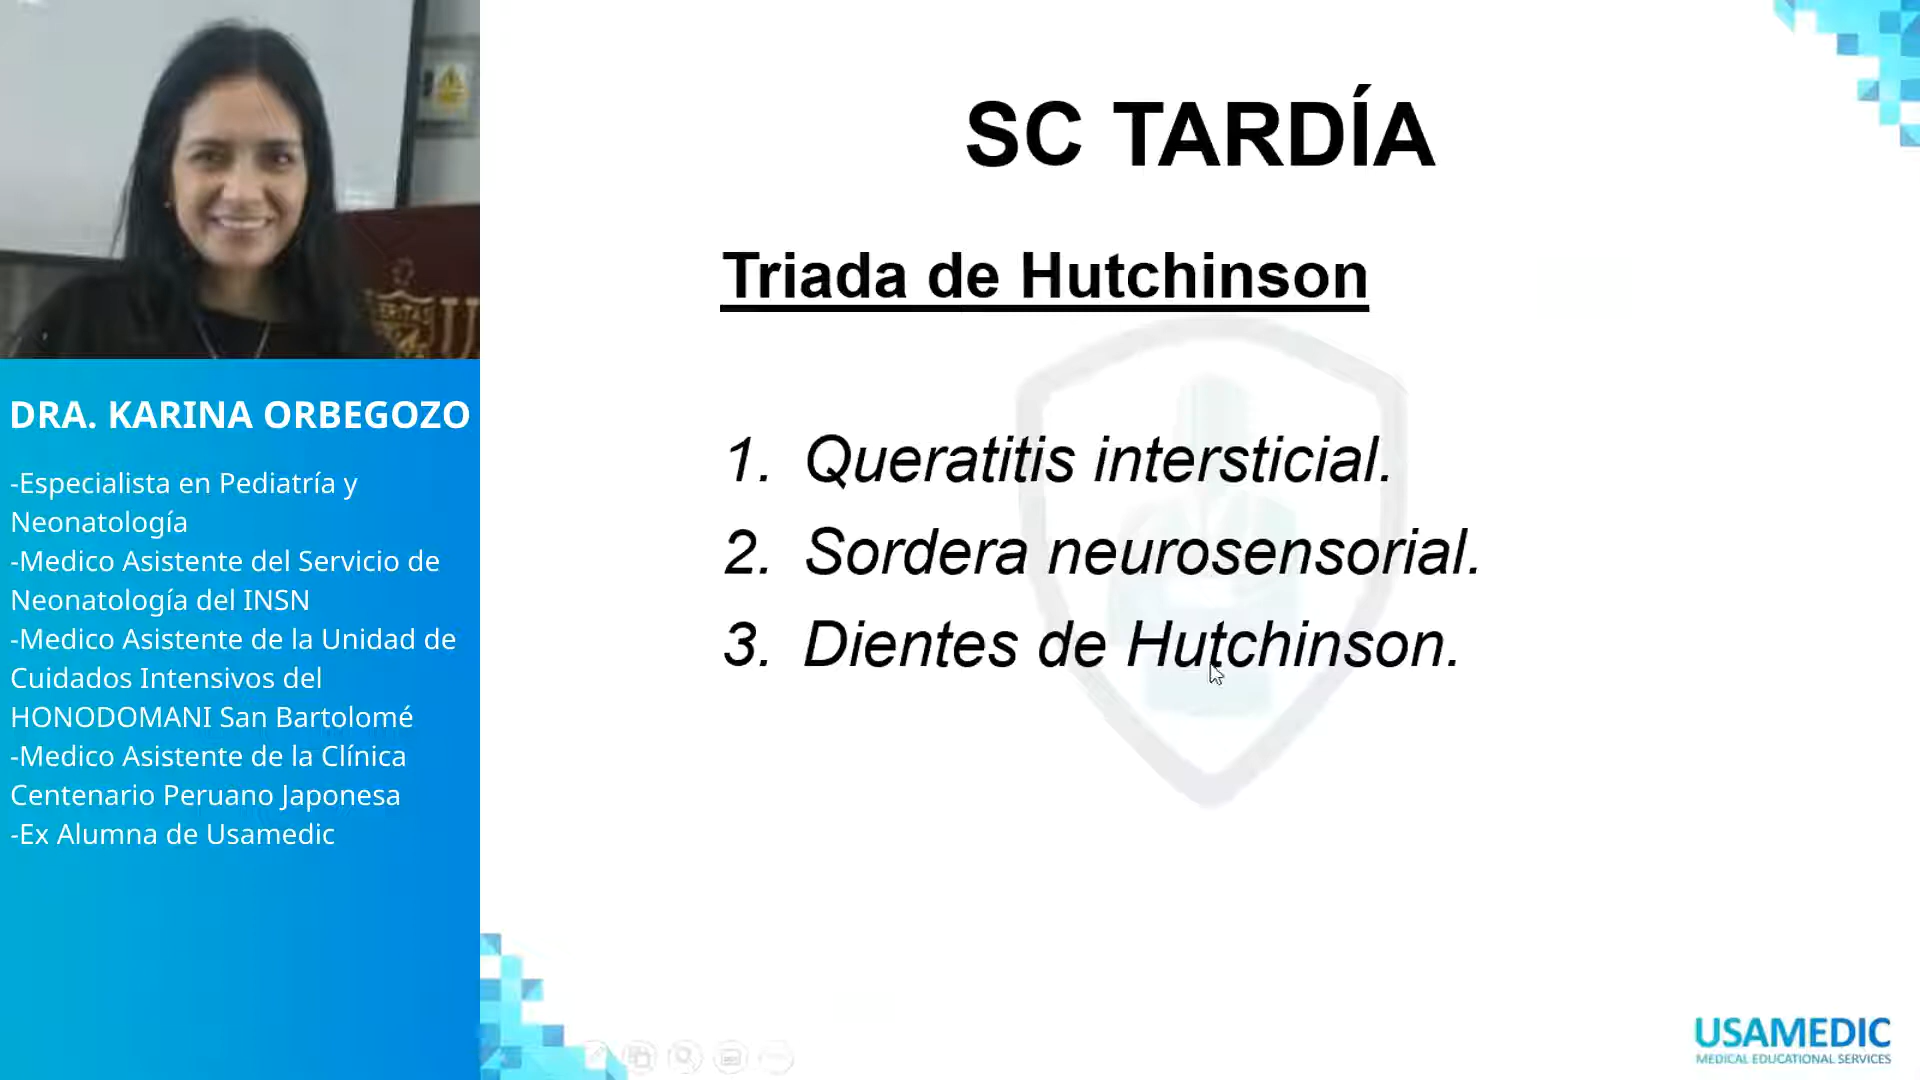 DRA. KARINA ORBEGOZO
-Especialista en Pediatría y
Neonatología
-Medico Asistente del Servicio de
Neonatología del INSN
-Medico Asistente de la Unidad de
Cuidados Intensivos del
HONODOMANI San Bartolomé
-Medico Asistente de la Clínica
Centenario Peruano Japonesa
-Ex Alumna de Usamedic
SC TARDÍA
Triada de Hutchinson
1. Queratitis intersticial.
2. Sordera neurosensorial.
3. Dientes de Hutchinson.
USAMEDIC
MEDICAL EDUCATIONAL SERVICES